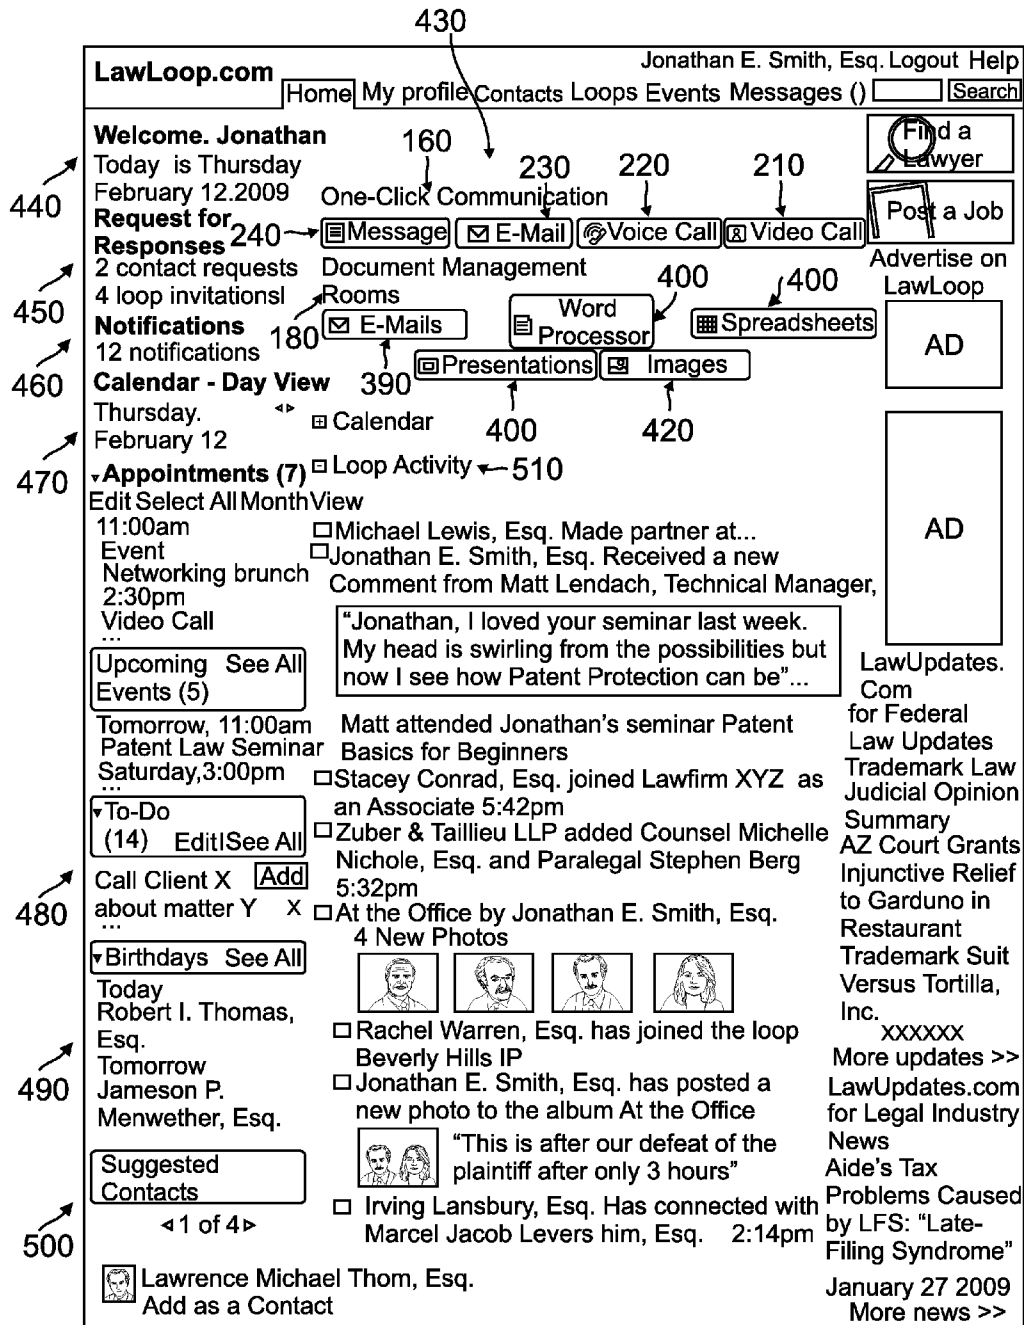 430
LawLoop.com
Jonathan E. Smith, Esq. Logout Help
Home My profile Contacts Loops Events Messages () Search
Welcome. Jonathan
Today is Thursday
February 12.2009
440
Request for
Responses
2 contact requests
4 loop invitationsl
450
Notifications
12 notifications
460
Calendar - Day View
Thursday.
February 12
470
Appointments (7)
Edit Select All Month View
11:00am
Event
Networking brunch
2:30pm
Video Call
...
Upcoming See All
Events (5)
Tomorrow, 11:00am
Patent Law Seminar
Saturday,3:00pm
...
To-Do
(14) EditISee All
Call Client X Add
about matter Y X
...
480
Birthdays See All
Today
Robert I. Thomas,
Esq.
Tomorrow
Jameson P.
Menwether, Esq.
490
Suggested
Contacts
500
1 of 4
Lawrence Michael Thom, Esq.
Add as a Contact
160
230 220 210
One-Click Communication
240
Message E-Mail Voice Call Video Call
Document Management
Rooms
180
400 400
E-Mails Word
Processor Spreadsheets
Presentations Images
390
400 420
Calendar
Loop Activity 510
Michael Lewis, Esq. Made partner at...
Jonathan E. Smith, Esq. Received a new
Comment from Matt Lendach, Technical Manager,
“Jonathan, I loved your seminar last week.
My head is swirling from the possibilities but
now I see how Patent Protection can be”...
Matt attended Jonathan’s seminar Patent
Basics for Beginners
Stacey Conrad, Esq. joined Lawfirm XYZ as
an Associate 5:42pm
Zuber & Taillieu LLP added Counsel Michelle
Nichole, Esq. and Paralegal Stephen Berg
5:32pm
At the Office by Jonathan E. Smith, Esq.
4 New Photos
Rachel Warren, Esq. has joined the loop
Beverly Hills IP
Jonathan E. Smith, Esq. has posted a
new photo to the album At the Office
“This is after our defeat of the
plaintiff after only 3 hours”
Irving Lansbury, Esq. Has connected with
Marcel Jacob Levers him, Esq. 2:14pm
Find a
Lawyer
Post a Job
Advertise on
LawLoop
AD
AD
LawUpdates.
Com
for Federal
Law Updates
Trademark Law
Judicial Opinion
Summary
AZ Court Grants
Injunctive Relief
to Garduno in
Restaurant
Trademark Suit
Versus Tortilla,
Inc.
XXXXXX
More updates >>
LawUpdates.com
for Legal Industry
News
Aide’s Tax
Problems Caused
by LFS: “Late-
Filing Syndrome”
January 27 2009
More news >>